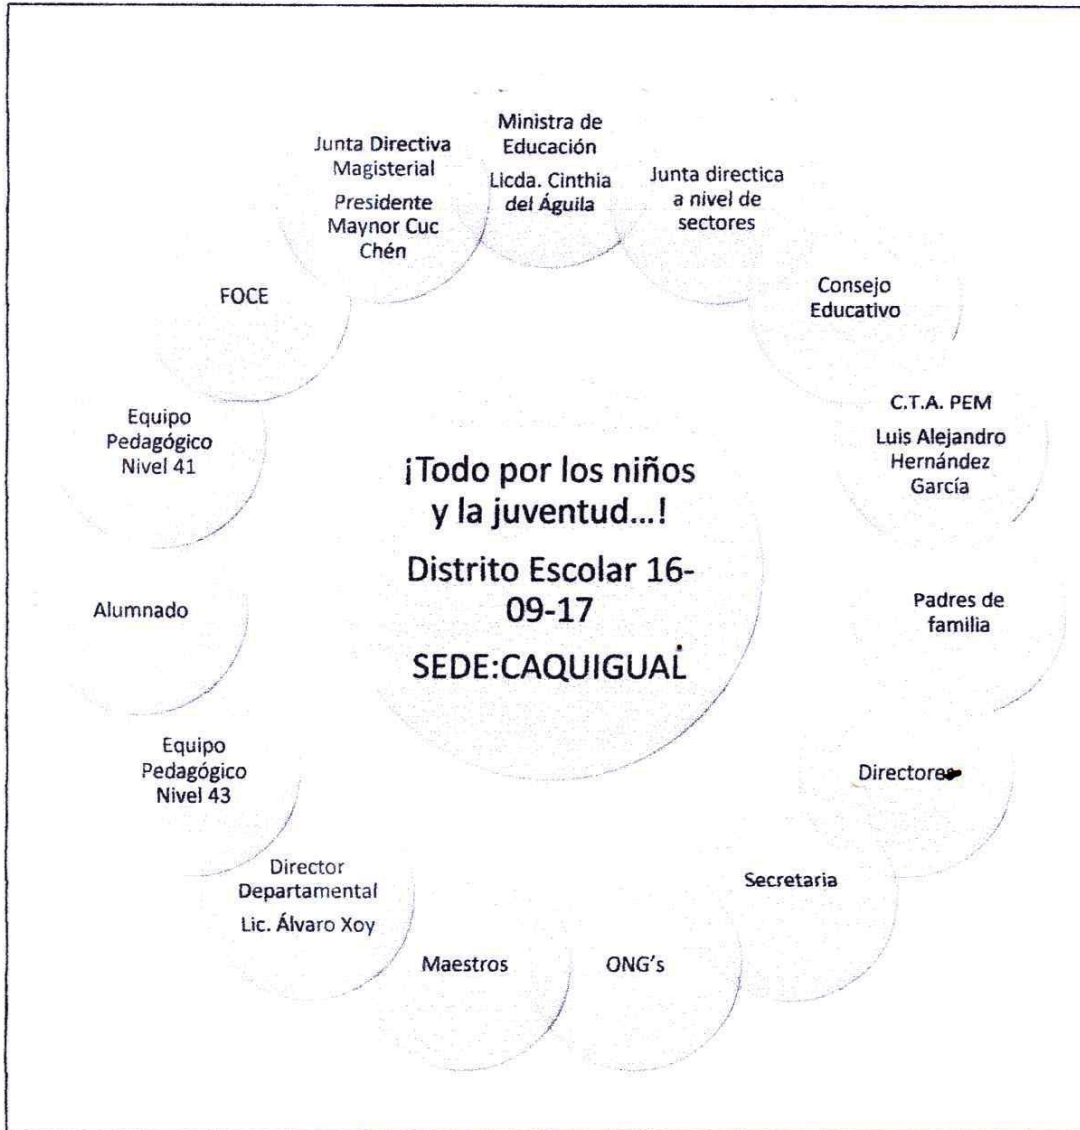 Ministra de
Educación
Licda. Cinthia
del Águila
Junta directica
a nivel de
sectores
Consejo
Educativo
C.T.A. PEM
Luis Alejandro
Hernández
García
Padres de
familia
Directores
Secretaria
ONG's
Maestros
Director
Departamental
Lic. Álvaro Xoy
Equipo
Pedagógico
Nivel 43
Alumnado
Equipo
Pedagógico
Nivel 41
FOCE
Junta Directiva
Magisterial
Presidente
Maynor Cuc
Chén
¡Todo por los niños
y la juventud...!
Distrito Escolar 16-
09-17
SEDE:CAQUIGUAL